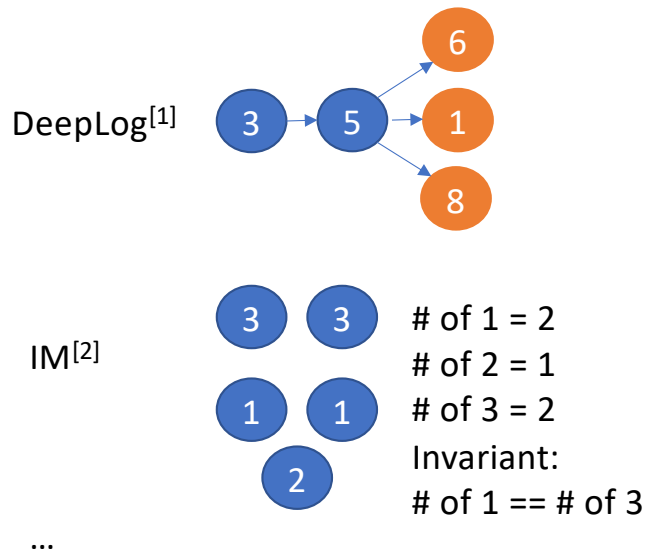 6
DeepLog[1] 3 5 1
8
3 3 # of 1 = 2
IM[2] # of 2 = 1
1 1 # of 3 = 2
2 Invariant:
# of 1 == # of 3
...